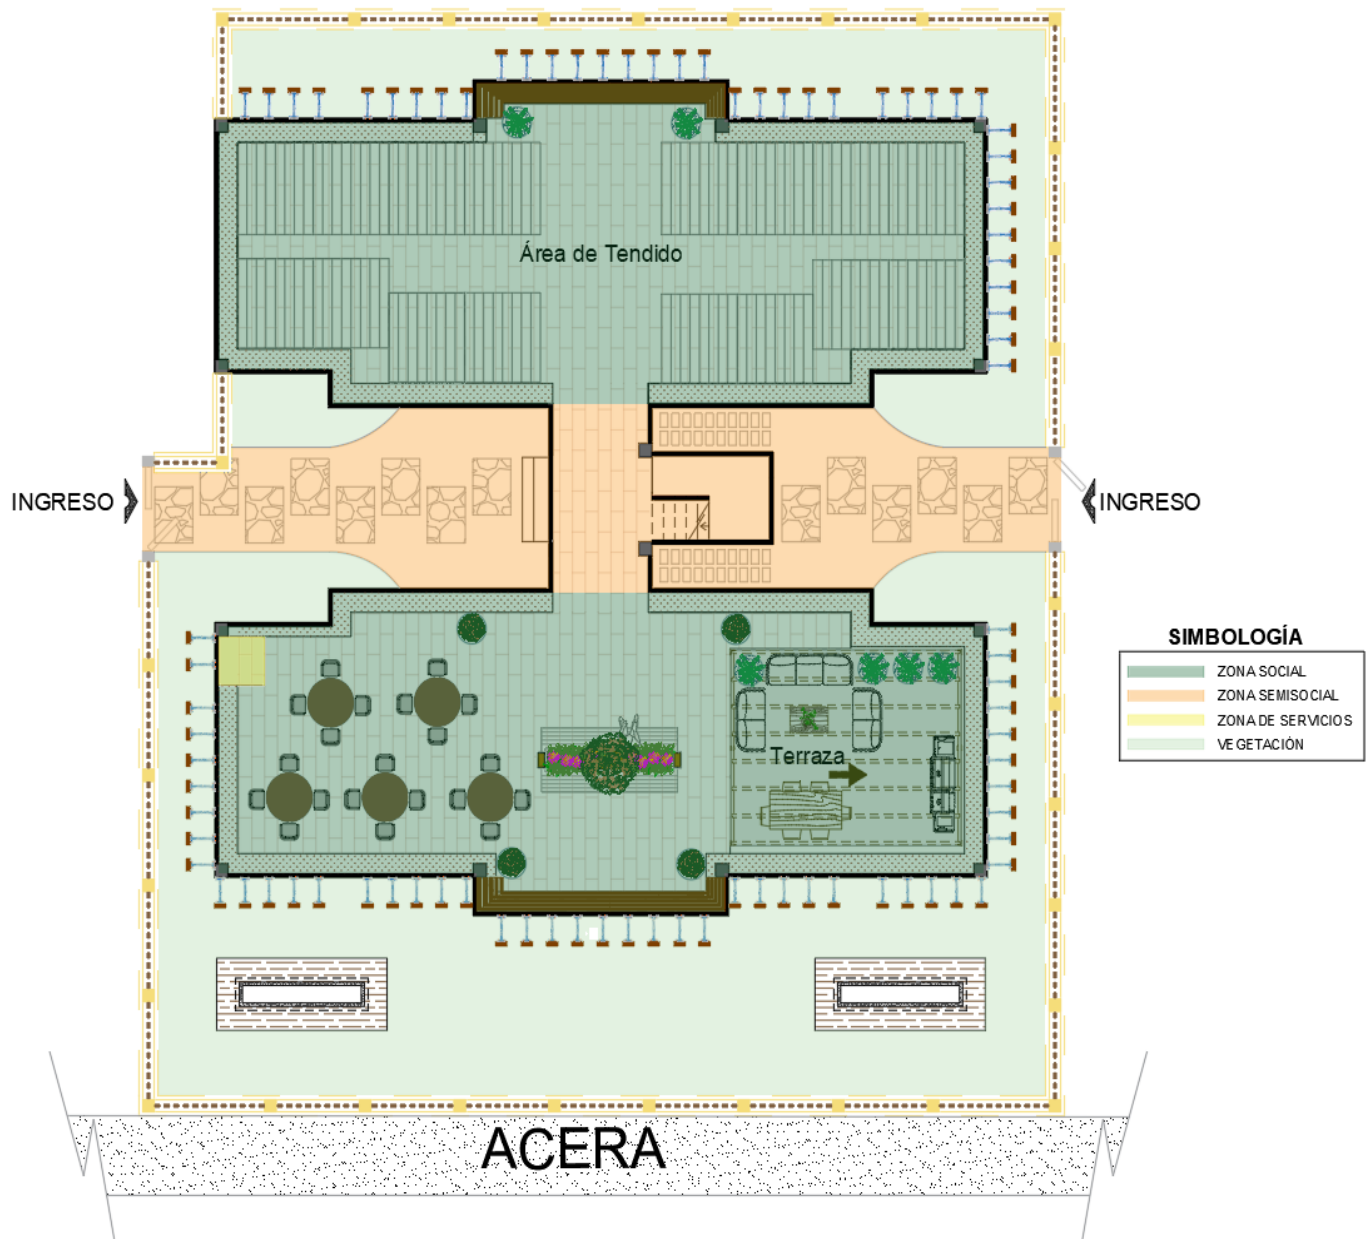 Área de Tendido
INGRESO
INGRESO
SIMBOLOGÍA
ZONA SOCIAL
ZONA SEMISOCIAL
ZONA DE SERVICIOS
VEGETACIÓN
Terraza
ACERA